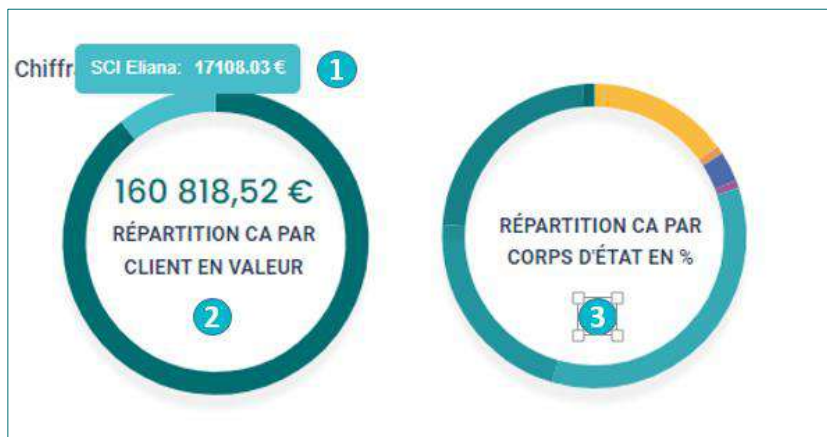 Chiffr
SCI Eliana: 17108.03 €
1
160 818,52 €
RÉPARTITION CA PAR
CLIENT EN VALEUR
2
RÉPARTITION CA PAR
CORPS D'ÉTAT EN %
3